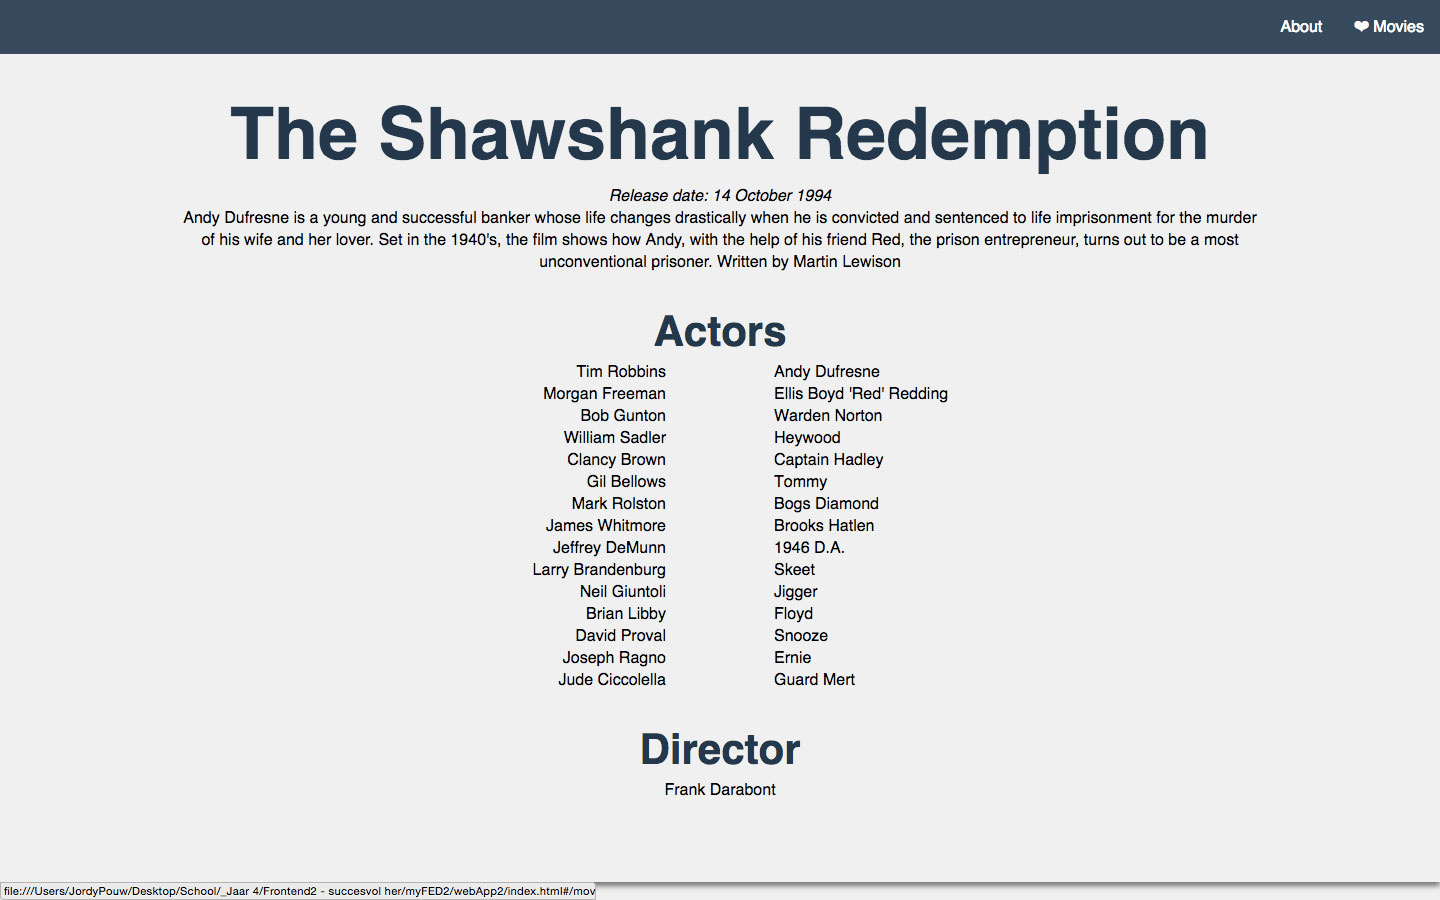 About ❤ Movies
The Shawshank Redemption
Release date: 14 October 1994
Andy Dufresne is a young and successful banker whose life changes drastically when he is convicted and sentenced to life imprisonment for the murder
of his wife and her lover. Set in the 1940's, the film shows how Andy, with the help of his friend Red, the prison entrepreneur, turns out to be a most
unconventional prisoner. Written by Martin Lewison
Actors
Tim Robbins Andy Dufresne
Morgan Freeman Ellis Boyd 'Red' Redding
Bob Gunton Warden Norton
William Sadler Heywood
Clancy Brown Captain Hadley
Gil Bellows Tommy
Mark Rolston Bogs Diamond
James Whitmore Brooks Hatlen
Jeffrey DeMunn 1946 D.A.
Larry Brandenburg Skeet
Neil Giuntoli Jigger
Brian Libby Floyd
David Proval Snooze
Joseph Ragno Ernie
Jude Ciccolella Guard Mert
Director
Frank Darabont
file:///Users/JordyPouw/Desktop/School/_Jaar 4/Frontend2 - succesvol her/myFED2/webApp2/index.html#/mov